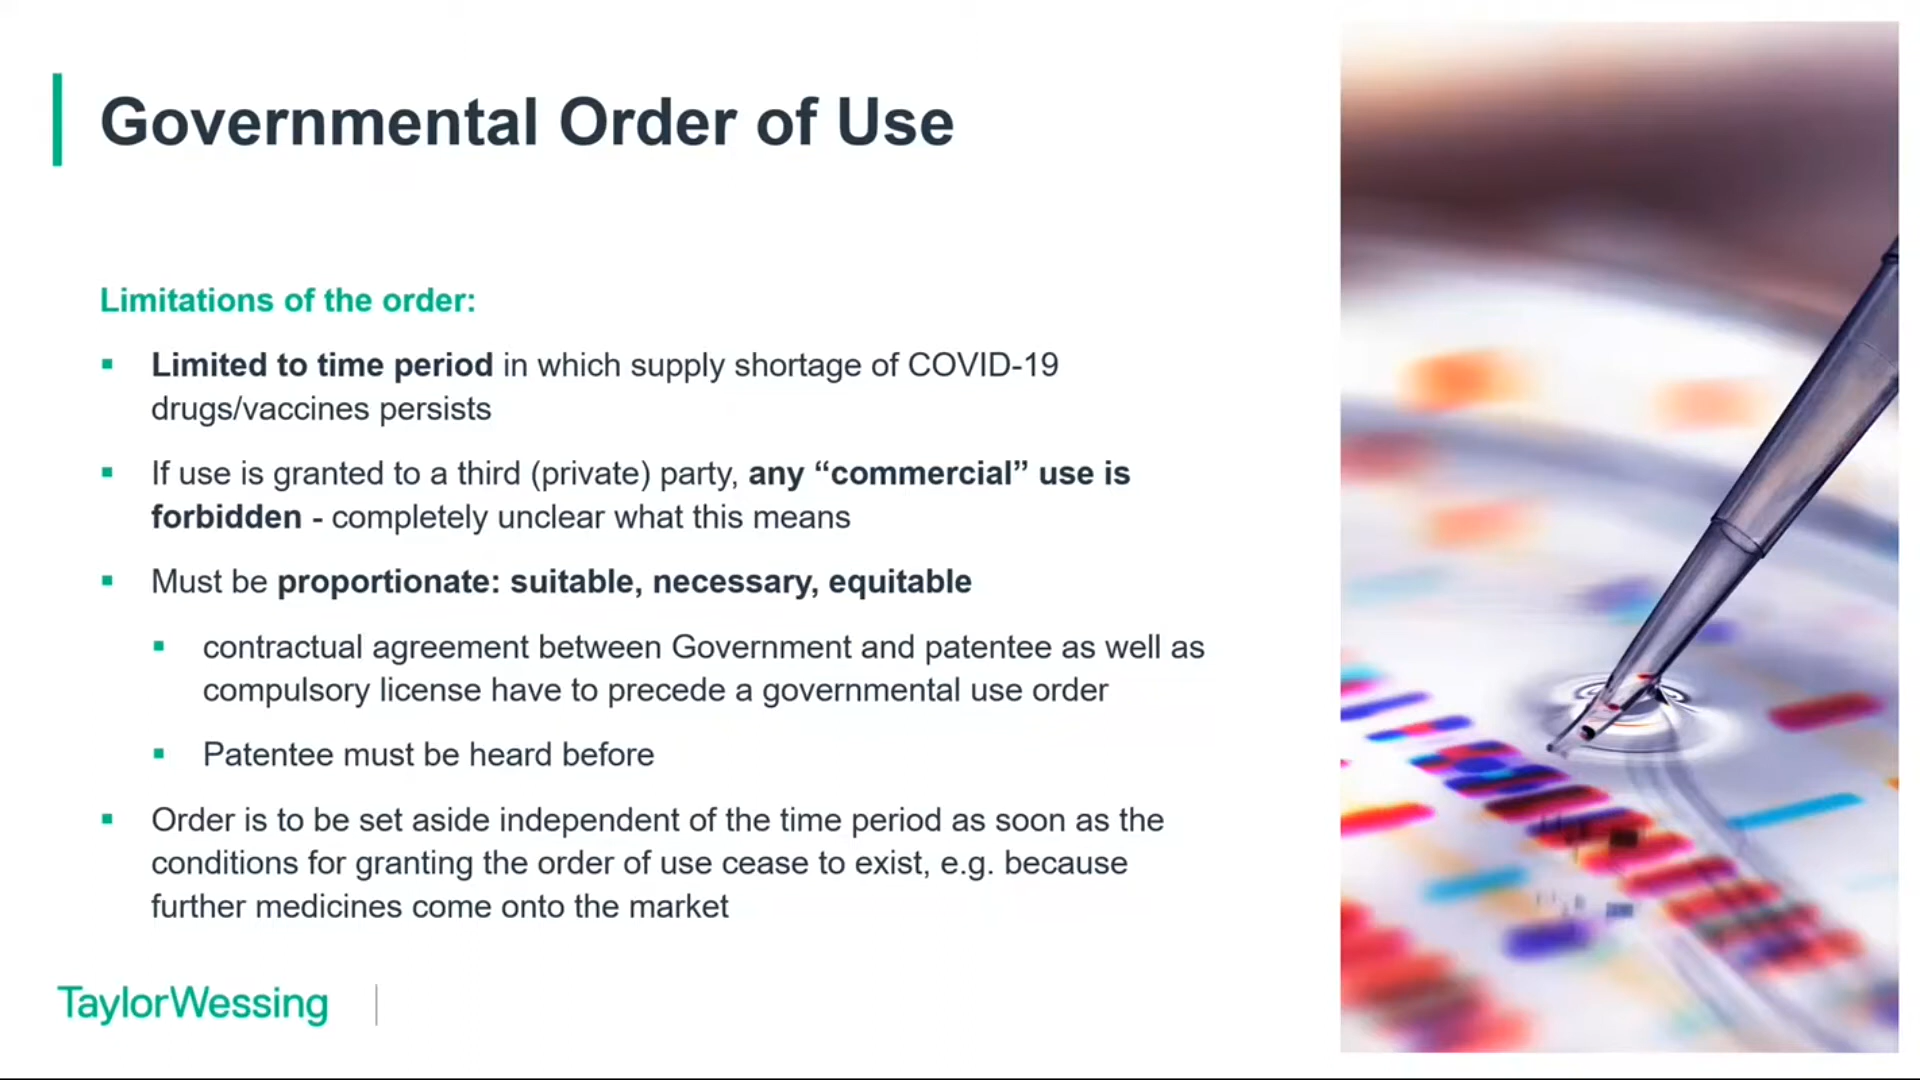 Governmental Order of Use
Limitations of the order:
▪ Limited to time period in which supply shortage of COVID-19
drugs/vaccines persists
▪ If use is granted to a third (private) party, any “commercial” use is
forbidden - completely unclear what this means
▪ Must be proportionate: suitable, necessary, equitable
▪ contractual agreement between Government and patentee as well as
compulsory license have to precede a governmental use order
▪ Patentee must be heard before
▪ Order is to be set aside independent of the time period as soon as the
conditions for granting the order of use cease to exist, e.g. because
further medicines come onto the market
TaylorWessing